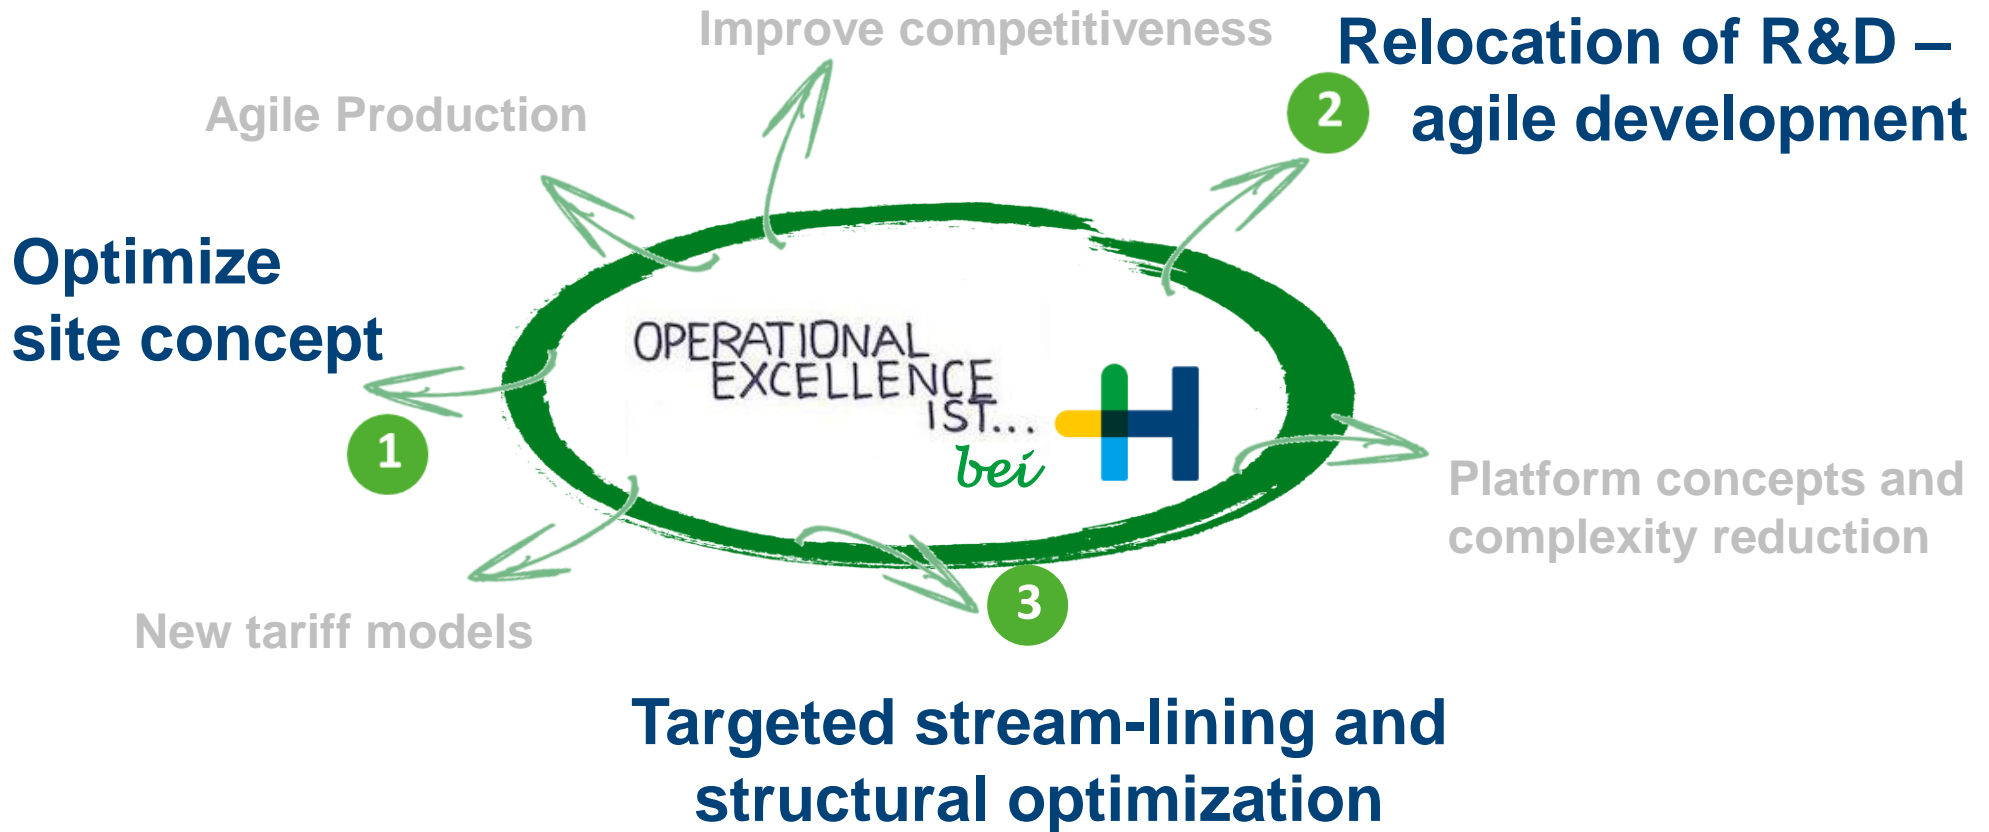 Improve competitiveness
Relocation of R&D –
2
agile development
Agile Production
Optimize
site concept
1
OPERATIONAL
EXCELLENCE
IST...
bei
H
Platform concepts and
complexity reduction
New tariff models
3
Targeted stream-lining and
structural optimization